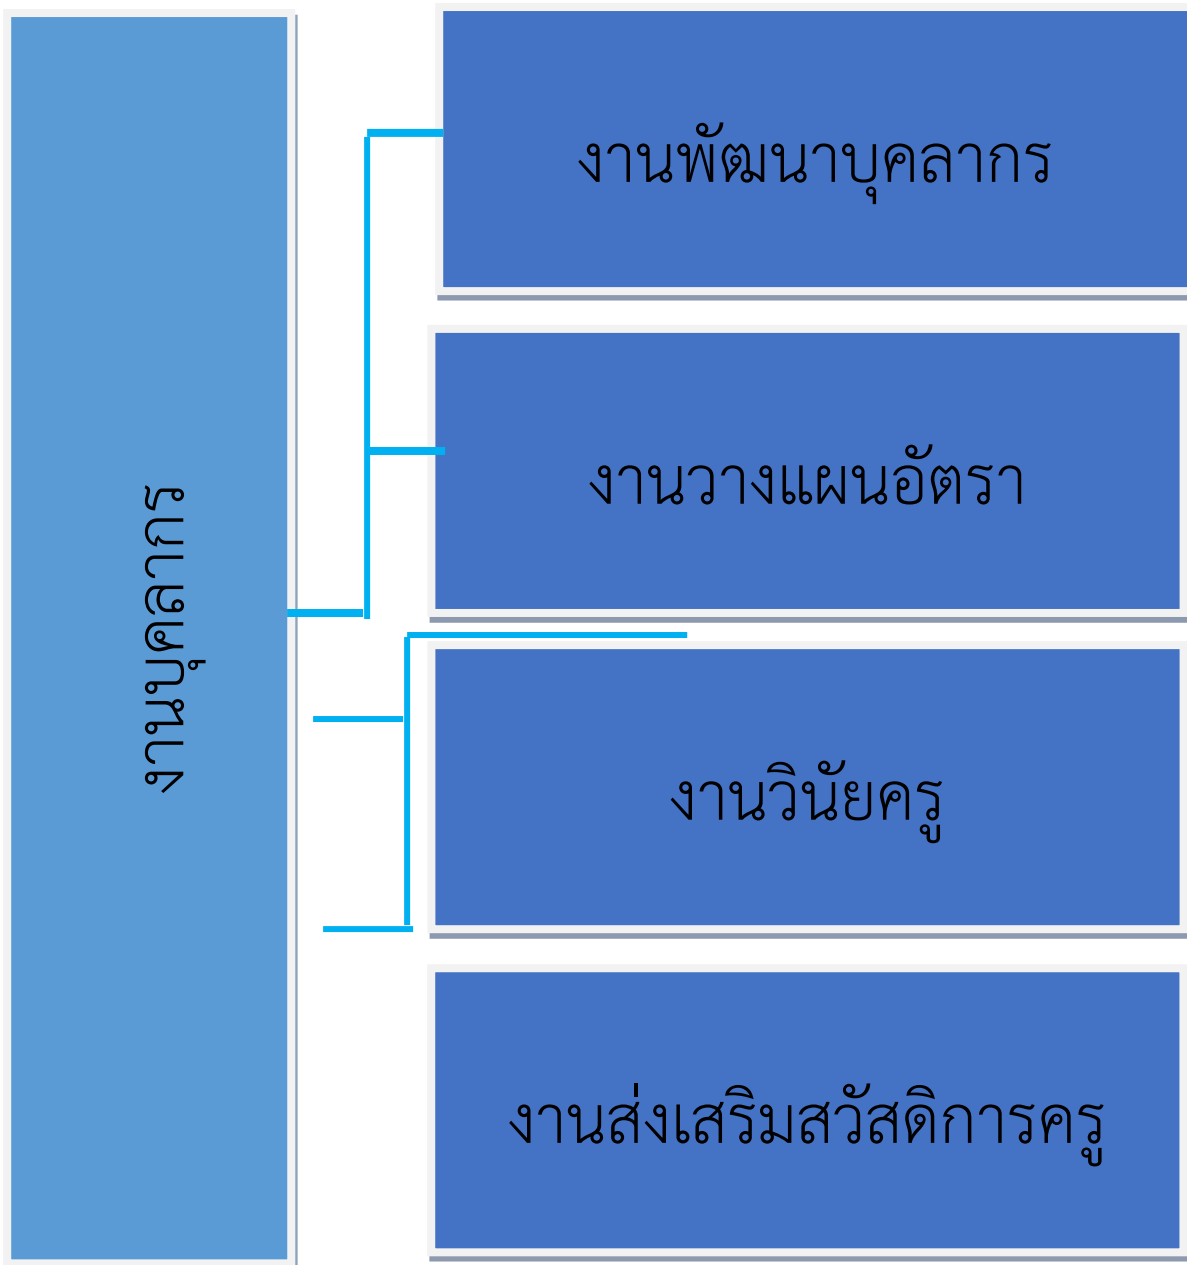 งานบุคลากร
งานพัฒนาบุคลากร
งานวางแผนอัตรา
งานวินัยครู
งานส่งเสริมสวัสดิการครู